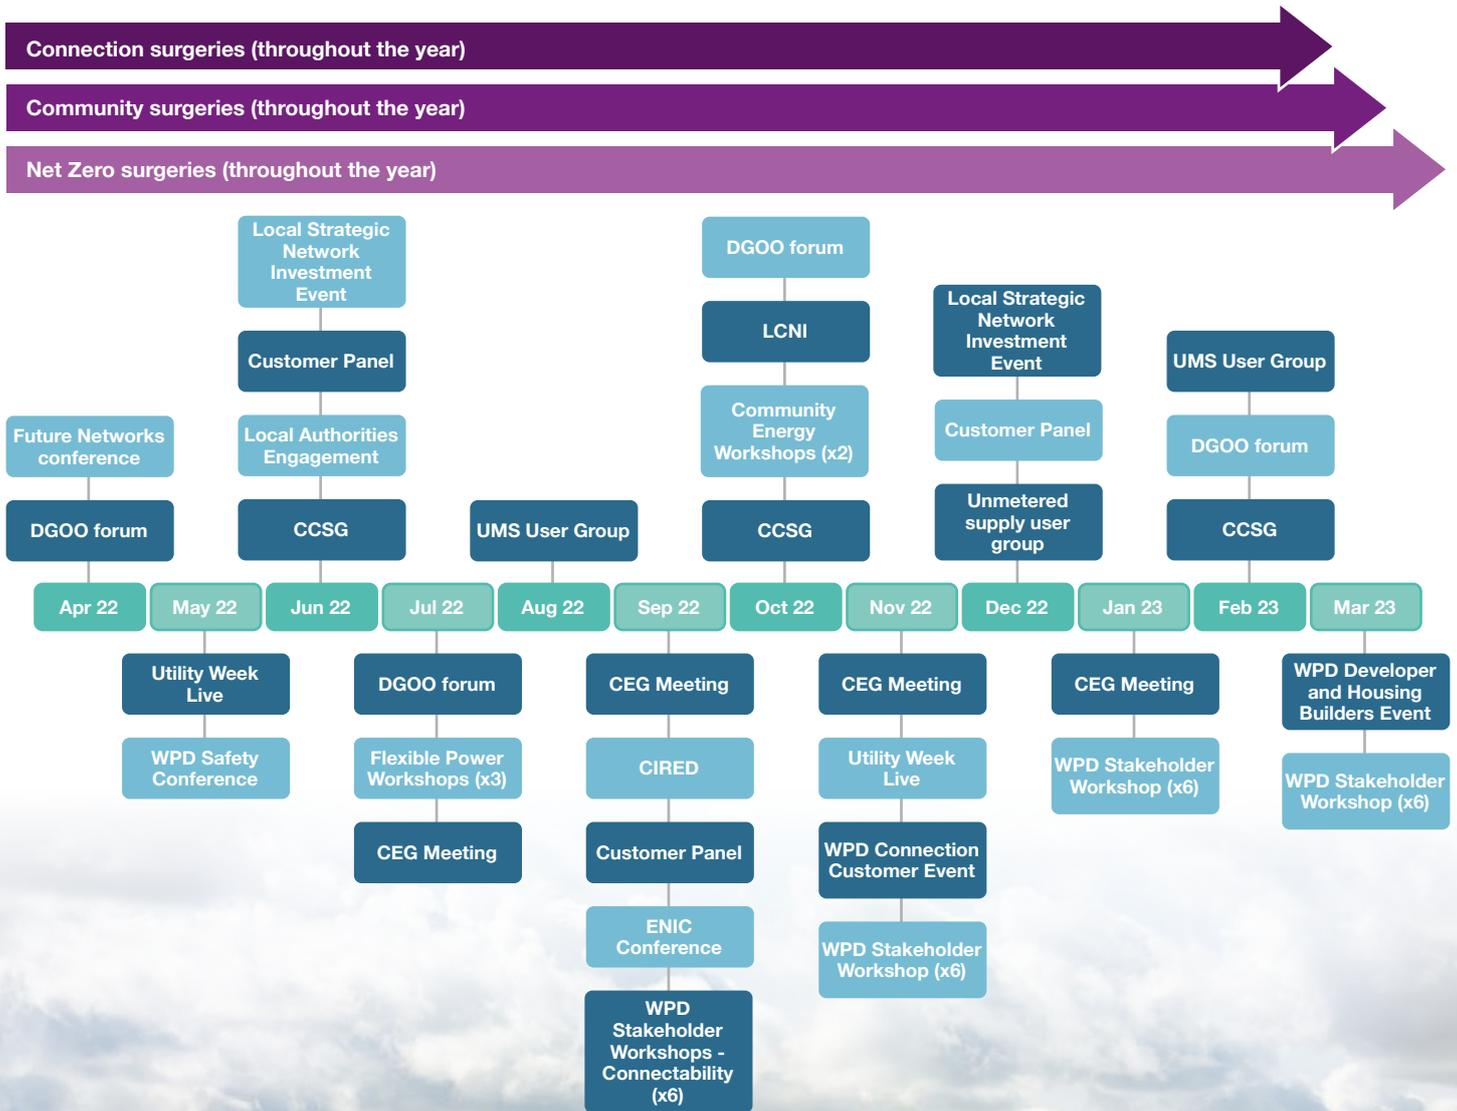 Connection surgeries (throughout the year)
Community surgeries (throughout the year)
Net Zero surgeries (throughout the year)
Future Networks
conference
DGOO forum
Local Strategic
Network
Investment
Event
Customer Panel
Local Authorities
Engagement
CCSG
UMS User Group
DGOO forum
LCNI
Community
Energy
Workshops (x2)
CCSG
Local Strategic
Network
Investment
Event
Customer Panel
Unmetered
supply user
group
UMS User Group
DGOO forum
CCSG
Apr 22
May 22
Jun 22
Jul 22
Aug 22
Sep 22
Oct 22
Nov 22
Dec 22
Jan 23
Feb 23
Mar 23
Utility Week
Live
WPD Safety
Conference
DGOO forum
Flexible Power
Workshops (x3)
CEG Meeting
CEG Meeting
CIRED
Customer Panel
ENIC
Conference
WPD
Stakeholder
Workshops -
Connectability
(x6)
CEG Meeting
Utility Week
Live
WPD Connection
Customer Event
WPD Stakeholder
Workshop (x6)
CEG Meeting
WPD Stakeholder
Workshop (x6)
WPD Developer
and Housing
Builders Event
WPD Stakeholder
Workshop (x6)